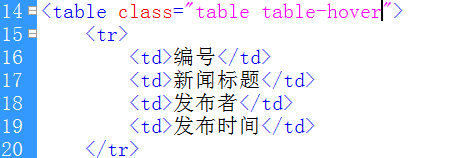 14 <table class="table table-hover">
15 <tr>
16 <td>编号</td>
17 <td>新闻标题</td>
18 <td>发布者</td>
19 <td>发布时间</td>
20 </tr>